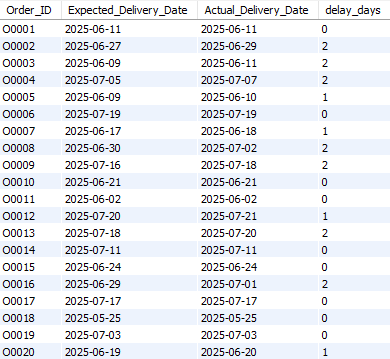 Order_ID Expected_Delivery_Date Actual_Delivery_Date delay_days
O0001 2025-06-11 2025-06-11 0
O0002 2025-06-27 2025-06-29 2
O0003 2025-06-09 2025-06-11 2
O0004 2025-07-05 2025-07-07 2
O0005 2025-06-09 2025-06-10 1
O0006 2025-07-19 2025-07-19 0
O0007 2025-06-17 2025-06-18 1
O0008 2025-06-30 2025-07-02 2
O0009 2025-07-16 2025-07-18 2
O0010 2025-06-21 2025-06-21 0
O0011 2025-06-02 2025-06-02 0
O0012 2025-07-20 2025-07-21 1
O0013 2025-07-18 2025-07-20 2
O0014 2025-07-11 2025-07-11 0
O0015 2025-06-24 2025-06-24 0
O0016 2025-06-29 2025-07-01 2
O0017 2025-07-17 2025-07-17 0
O0018 2025-05-25 2025-05-25 0
O0019 2025-07-03 2025-07-03 0
O0020 2025-06-19 2025-06-20 1